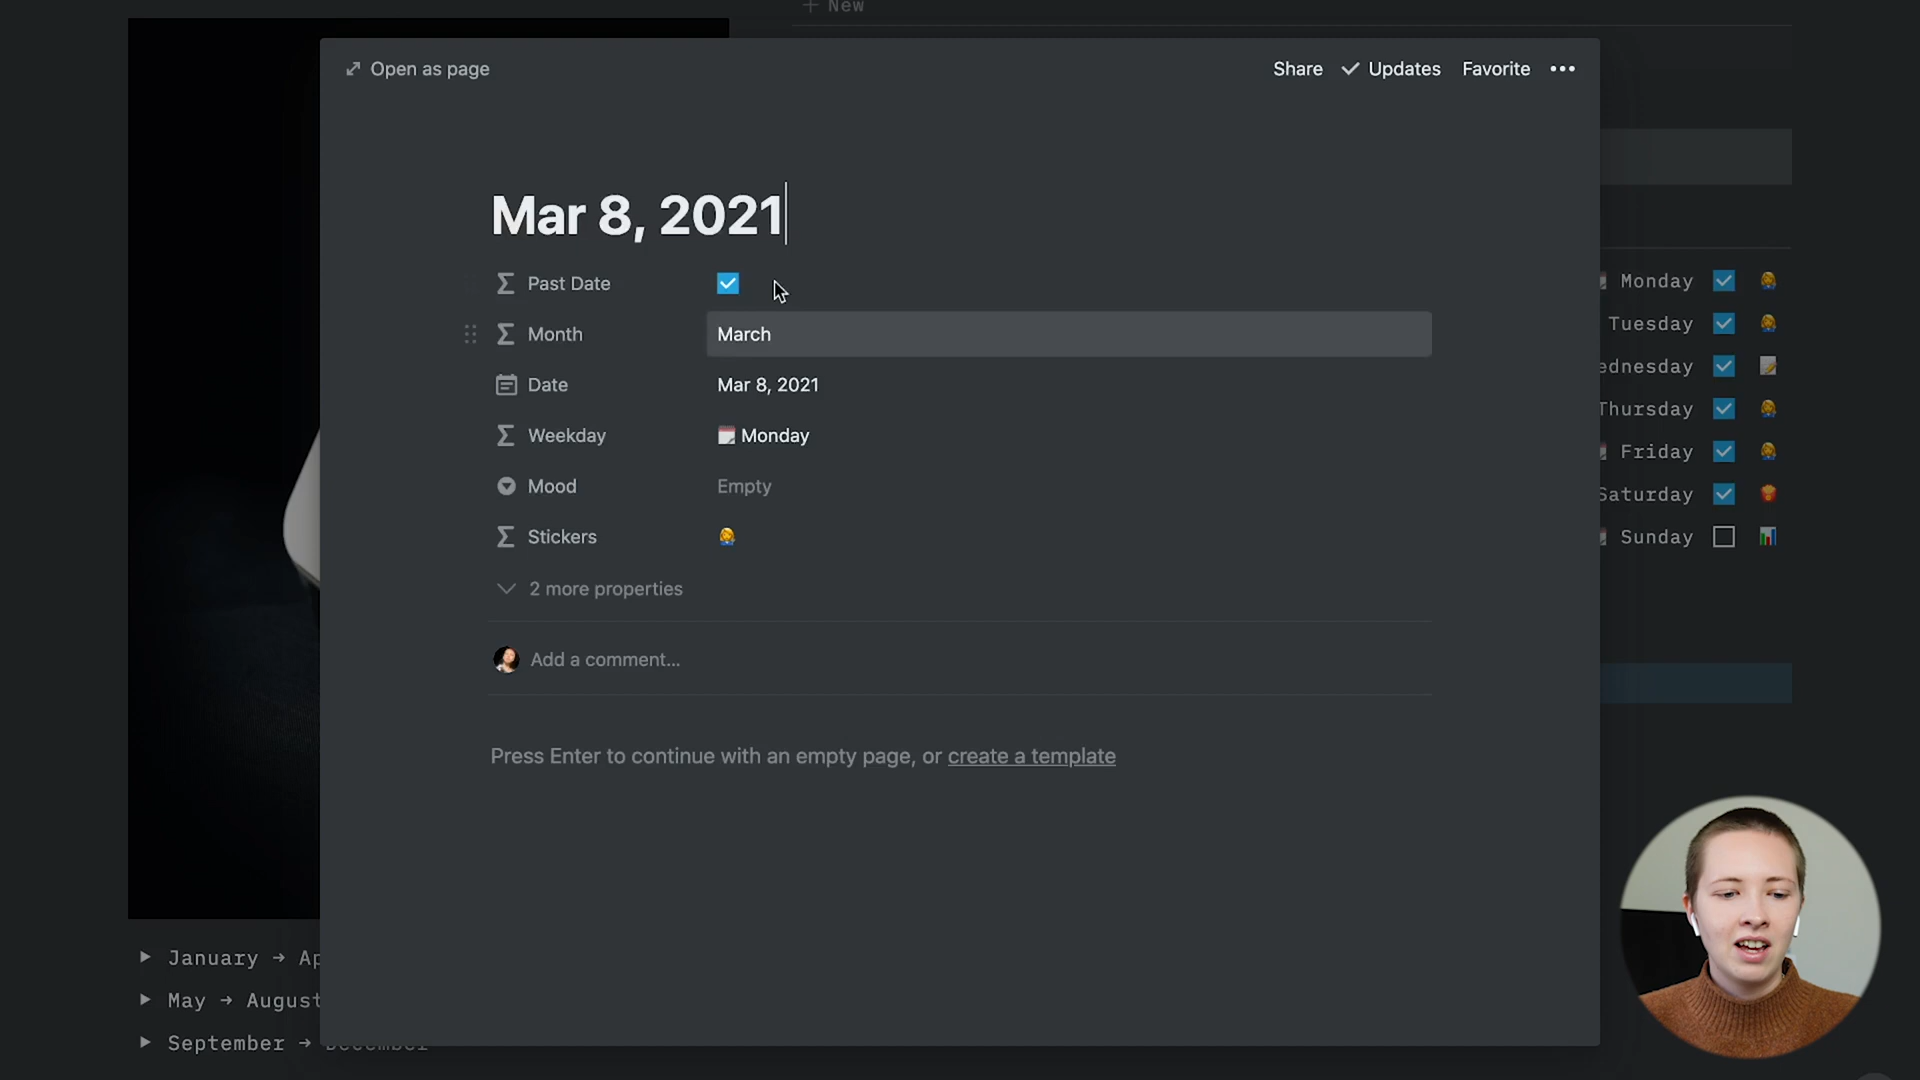 + New
Open as page
Share ✓ Updates Favorite •••
Mar 8, 2021
Past Date
Month March
Date Mar 8, 2021
Weekday Monday
Mood Empty
Stickers
2 more properties
Add a comment...
Press Enter to continue with an empty page, or create a template
Monday
Tuesday
ednesday
Thursday
Friday
Saturday
Sunday
January → Ap
May → August
September → December